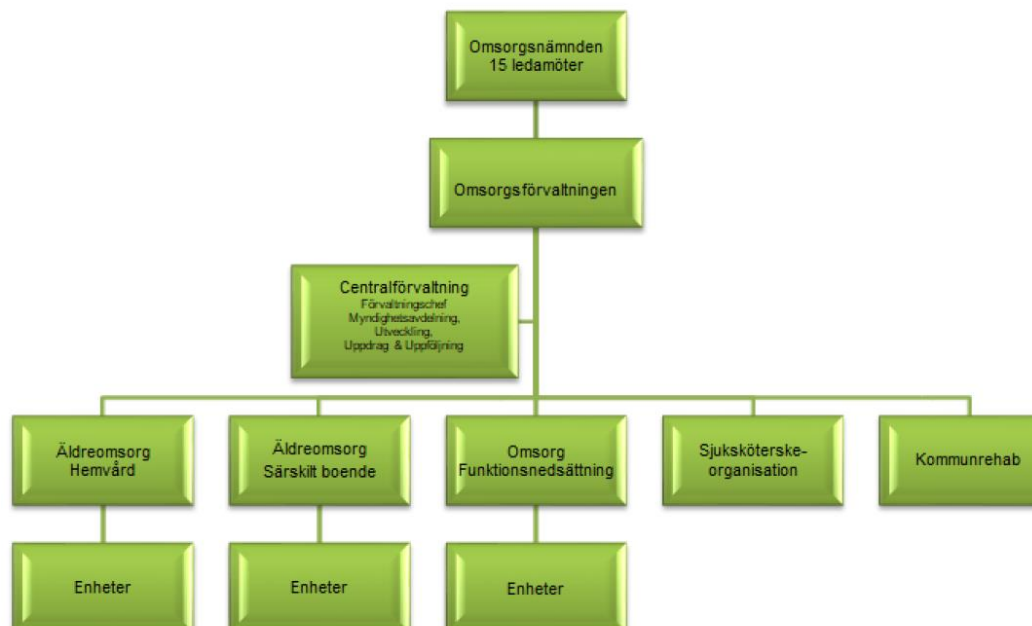 Omsorgsnämnden
15 ledamöter
Omsorgsförvaltningen
Centralförvaltning
Förvaltningschef
Myndighetsavdelning,
Utveckling,
Uppdrag & Uppföljning
Äldreomsorg
Hemvård
Äldreomsorg
Särskilt boende
Omsorg
Funktionsnedsättning
Sjuksköterske-
organisation
Kommunrehab
Enheter
Enheter
Enheter